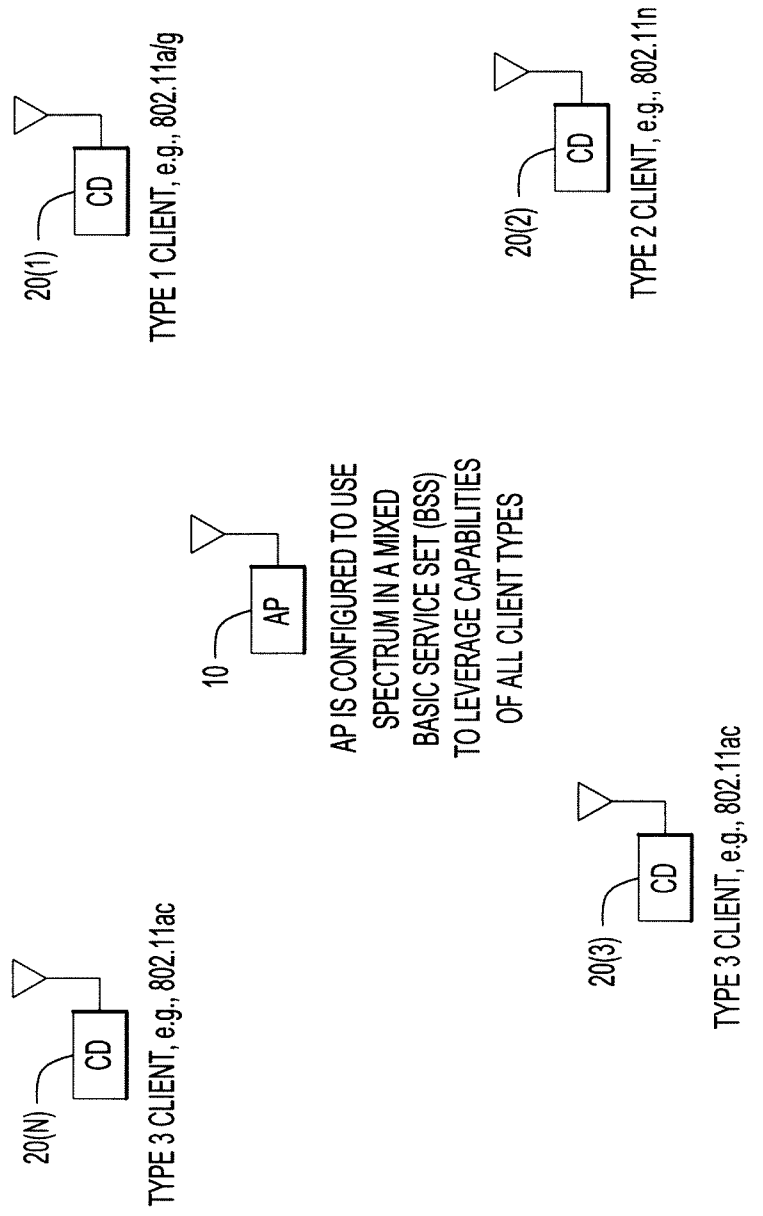 20(N)
CD
TYPE 3 CLIENT, e.g., 802.11ac
20(1)
CD
TYPE 1 CLIENT, e.g., 802.11a/g
10
AP
AP IS CONFIGURED TO USE
SPECTRUM IN A MIXED
BASIC SERVICE SET (BSS)
TO LEVERAGE CAPABILITIES
OF ALL CLIENT TYPES
20(3)
CD
TYPE 3 CLIENT, e.g., 802.11ac
20(2)
CD
TYPE 2 CLIENT, e.g., 802.11n